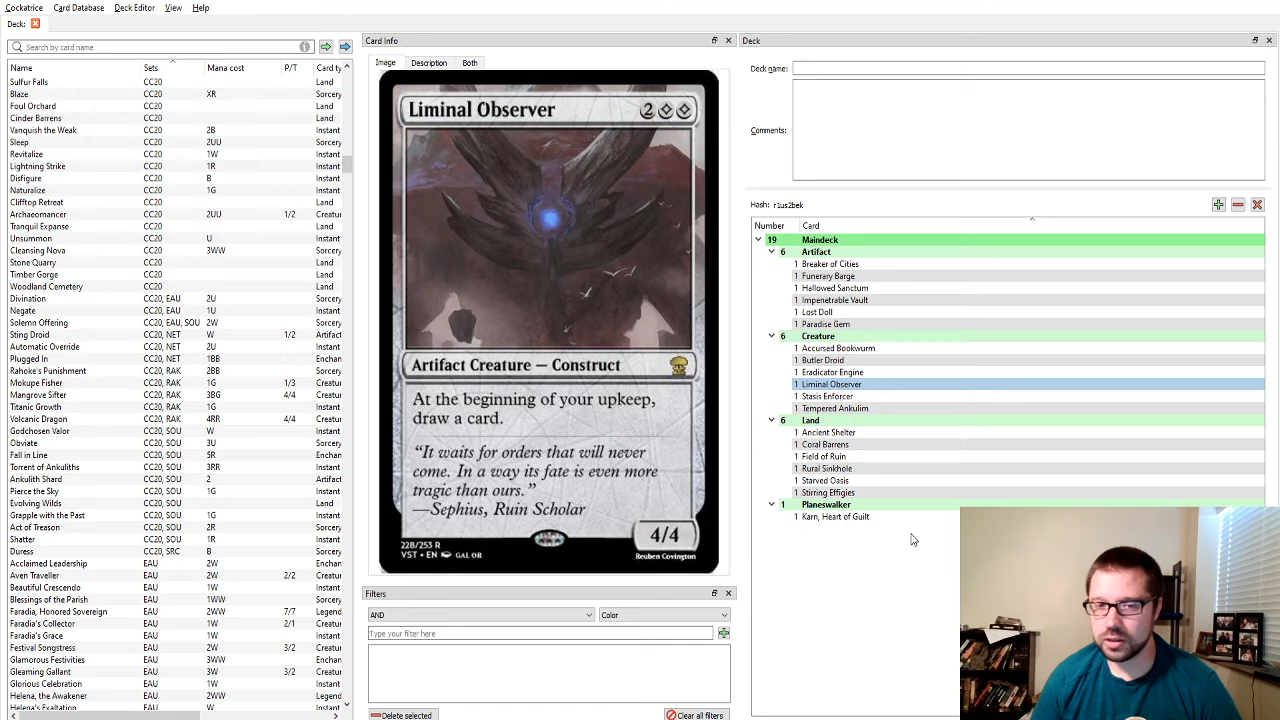 Cockatrice Card Database Deck Editor View Help
Deck:
Search by card name
Name Sets Mana cost P/T Card ty
Sulfur Falls CC20 Land
Blaze CC20 XR Sorcery
Foul Orchard CC20 Land
Cinder Barrens CC20 Land
Vanquish the Weak CC20 2B Instant
Sleep CC20 2UU Sorcery
Revitalize CC20 1W Instant
Lightning Strike CC20 1R Instant
Disfigure CC20 B Instant
Naturalize CC20 1G Instant
Clifftop Retreat CC20 Land
Archaeomancer CC20 2UU 1/2 Creatur
Tranquil Expanse CC20 Land
Unsummon CC20 U Instant
Cleansing Nova CC20 3WW Sorcery
Stone Quarry CC20 Land
Timber Gorge CC20 Land
Woodland Cemetery CC20 Land
Divination CC20, EAU 2U Sorcery
Negate CC20, EAU 1U Instant
Solemn Offering CC20, EAU, SOU 2W Sorcery
Sting Droid CC20, NET W 1/2 Artifact
Automatic Override CC20, NET 2U Instant
Plugged In CC20, NET 1BB Enchan
Rahoke's Punishment CC20, RAK 2BB Enchan
Mokupe Fisher CC20, RAK 1G 1/3 Creatur
Mangrove Sifter CC20, RAK 3BG 4/4 Creatur
Titanic Growth CC20, RAK 1G Instant
Volcanic Dragon CC20, RAK 4RR 4/4 Creatur
Godchosen Valor CC20, SOU W Instant
Obviate CC20, SOU 3U Instant
Fall in Line CC20, SOU 5R Instant
Torrent of Ankuliths CC20, SOU 3RR Instant
Ankulith Shard CC20, SOU 2 Artifact
Pierce the Sky CC20, SOU 1G Instant
Evolving Wilds CC20, SOU Land
Grapple with the Past CC20, SOU 1G Instant
Act of Treason CC20, SOU 2R Sorcery
Shatter CC20, SOU 1R Instant
Duress CC20, SRC B Sorcery
Acclaimed Leadership EAU 2W Enchan
Aven Traveller EAU 2W 2/2 Creatur
Beautiful Crescendo EAU 1W Instant
Blessings of the Parish EAU 1WW Instant
Faradia, Honored Sovereign EAU 2WW 7/7 Legend
Faradia's Collector EAU 1W 2/1 Creatur
Faradia's Grace EAU 1W Instant
Festival Songstress EAU 2W 3/2 Creatur
Glamorous Festivities EAU 3WW Enchan
Gleaming Gallant EAU 3W 4/2 Creatur
Glorious Celebration EAU 1W Instant
Helena, the Awakener EAU 2WW Legend
Helena's Exaltation EAU 1W Instant
Card Info
Image Description Both
Liminal Observer 2
Artifact Creature — Construct
At the beginning of your upkeep,
draw a card.
"It waits for orders that will never
come. In a way its fate is even more
tragic than ours."
—Sephius, Ruin Scholar
4/4
228/253 R
VST • EN GAL OR
Reuben Covington
Filters
AND Color
Type your filter here
Delete selected Clear all filters
Deck
Deck name:
Comments:
Hash: r1us2bek
Number Card
19 Maindeck
6 Artifact
1 Breaker of Cities
1 Funerary Barge
1 Hallowed Sanctum
1 Impenetrable Vault
1 Lost Doll
1 Paradise Gem
6 Creature
1 Accursed Bookwurm
1 Butler Droid
1 Eradicator Engine
1 Liminal Observer
1 Stasis Enforcer
1 Tempered Ankulim
6 Land
1 Ancient Shelter
1 Coral Barrens
1 Field of Ruin
1 Rural Sinkhole
1 Starved Oasis
1 Stirring Effigies
1 Planeswalker
1 Karn, Heart of Guilt